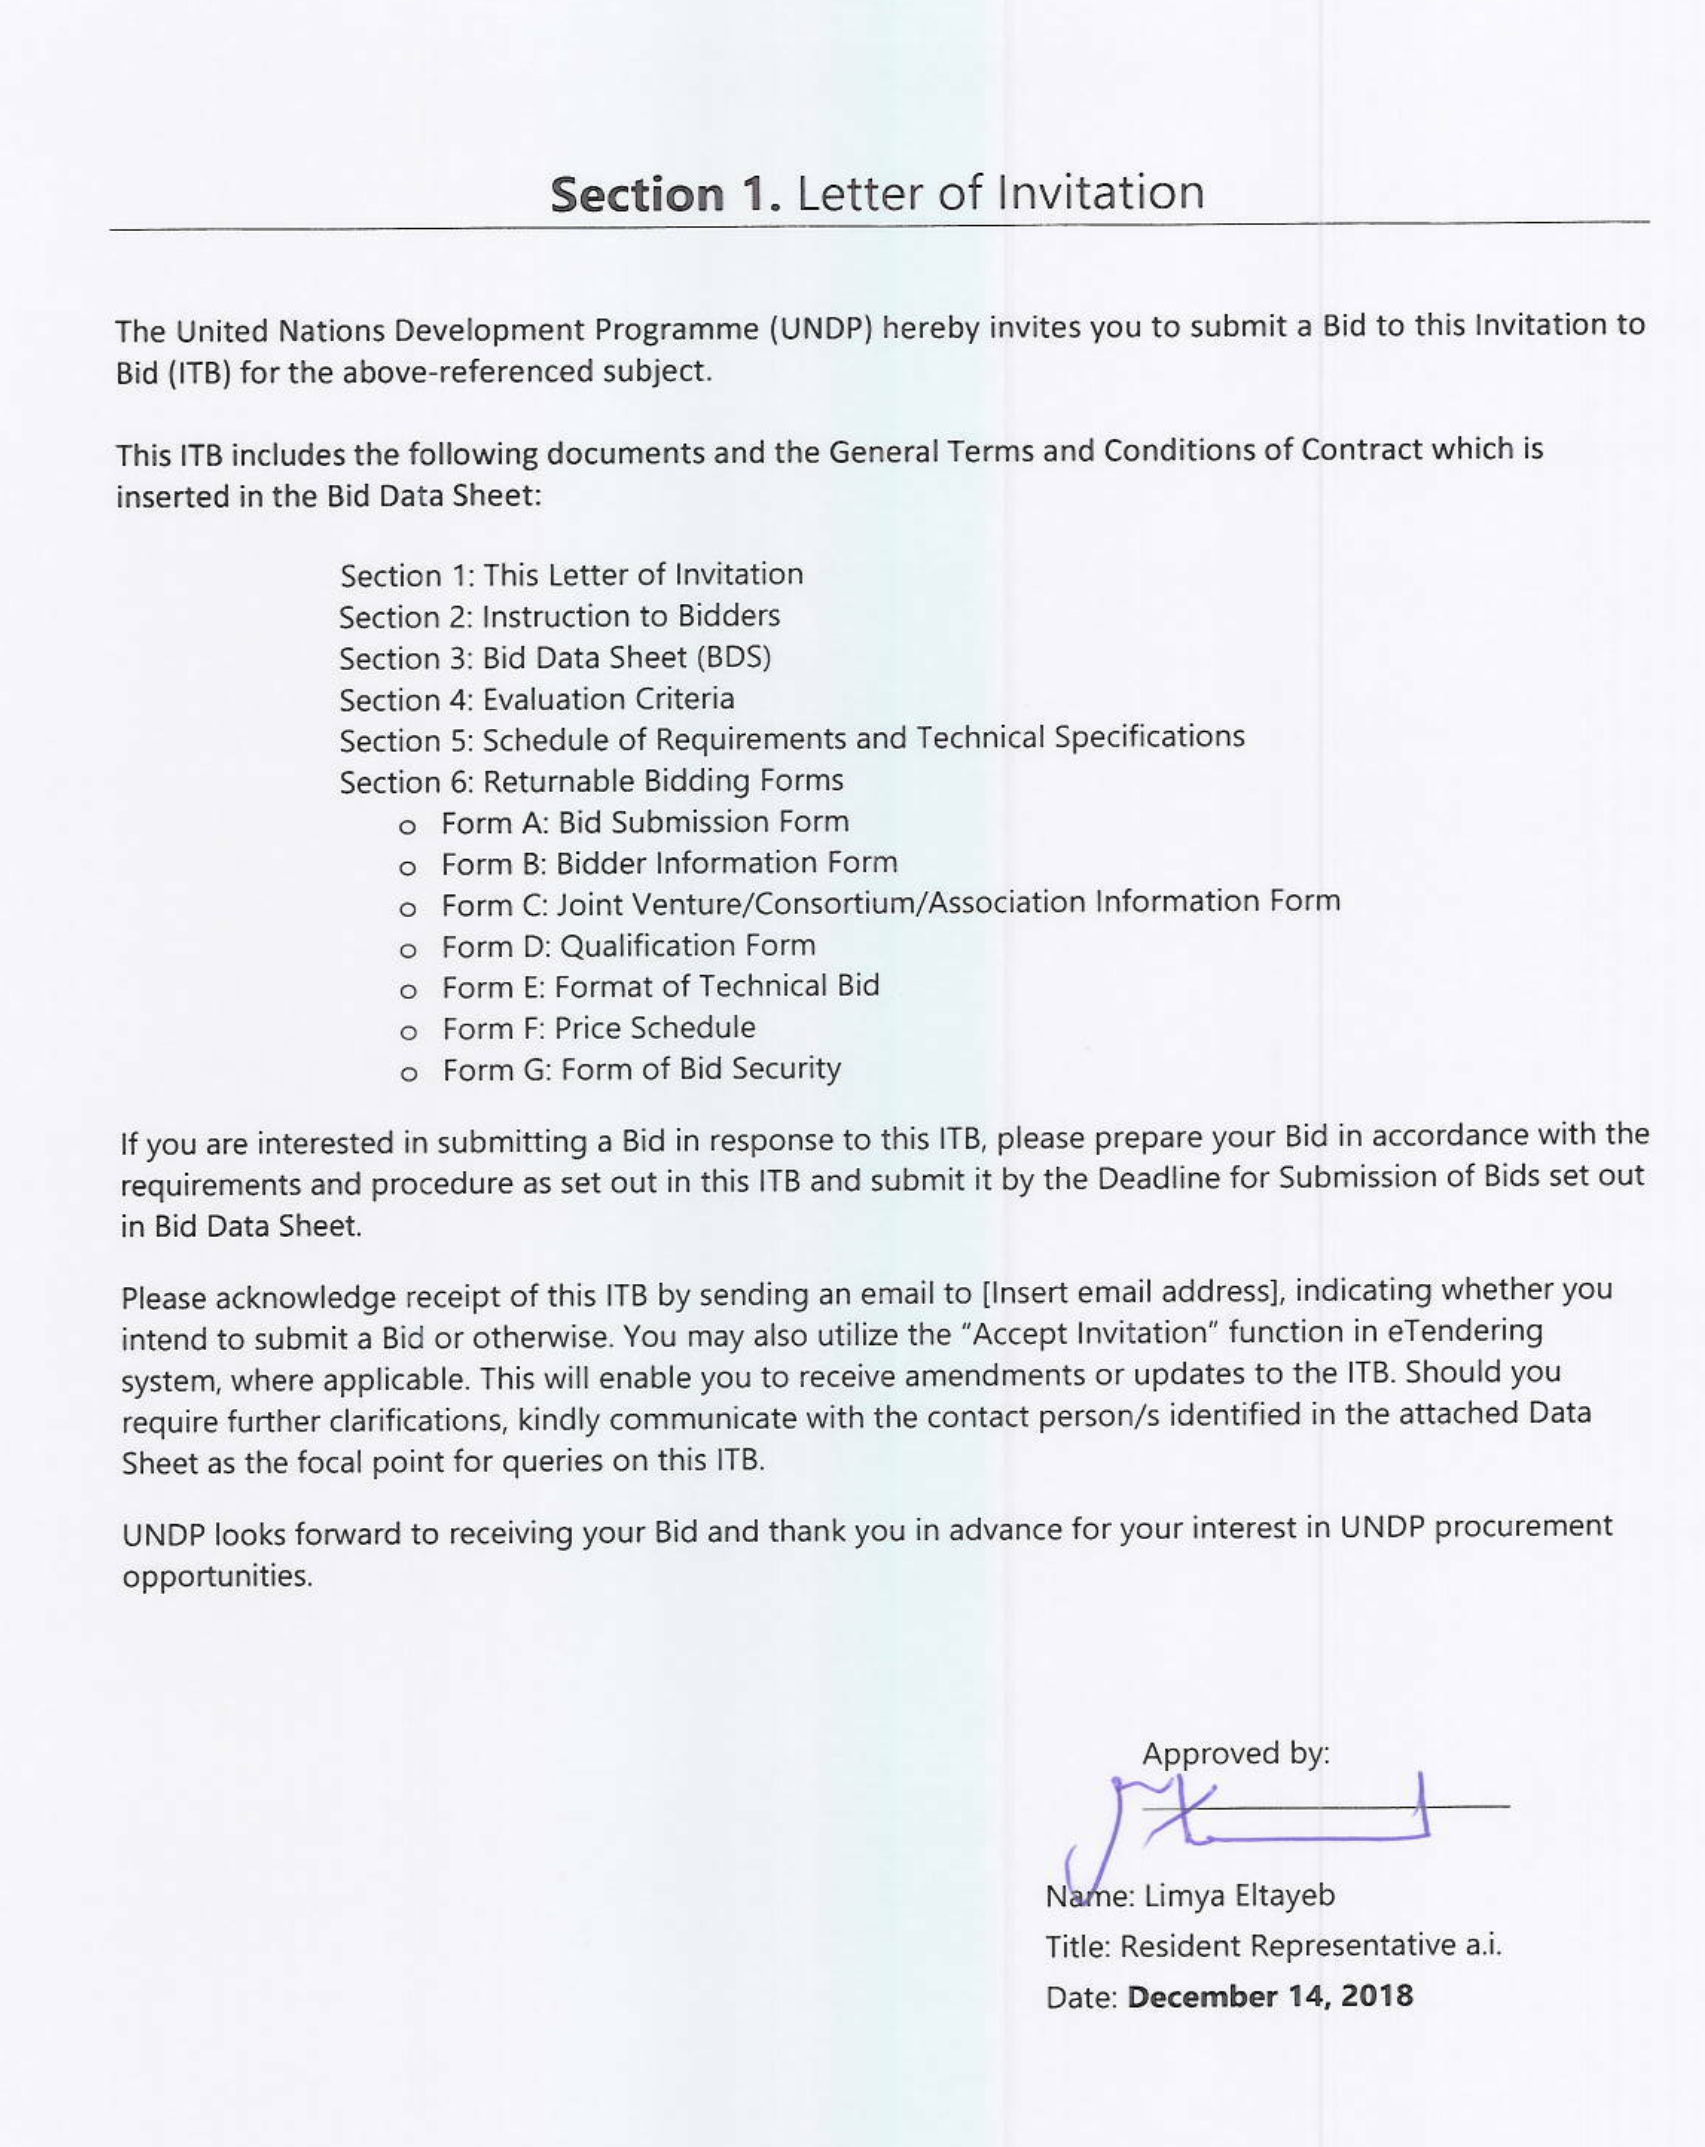 Section 1. Letter of Invitation
The United Nations Development Programme (UNDP) hereby invites you to submit a Bid to this Invitation to
Bid (ITB) for the above-referenced subject.
This ITB includes the following documents and the General Terms and Conditions of Contract which is
inserted in the Bid Data Sheet:
Section 1: This Letter of Invitation
Section 2: Instruction to Bidders
Section 3: Bid Data Sheet (BDS)
Section 4: Evaluation Criteria
Section 5: Schedule of Requirements and Technical Specifications
Section 6: Returnable Bidding Forms
o Form A: Bid Submission Form
o Form B: Bidder Information Form
o Form C: Joint Venture/Consortium/Association Information Form
o Form D: Qualification Form
o Form E: Format of Technical Bid
o Form F: Price Schedule
o Form G: Form of Bid Security
If you are interested in submitting a Bid in response to this ITB, please prepare your Bid in accordance with the
requirements and procedure as set out in this ITB and submit it by the Deadline for Submission of Bids set out
in Bid Data Sheet.
Please acknowledge receipt of this ITB by sending an email to [Insert email address], indicating whether you
intend to submit a Bid or otherwise. You may also utilize the “Accept Invitation” function in eTendering
system, where applicable. This will enable you to receive amendments or updates to the ITB. Should you
require further clarifications, kindly communicate with the contact person/s identified in the attached Data
Sheet as the focal point for queries on this ITB.
UNDP looks forward to receiving your Bid and thank you in advance for your interest in UNDP procurement
opportunities.
Approved by:
Name: Limya Eltayeb
Title: Resident Representative a.i.
Date: December 14, 2018